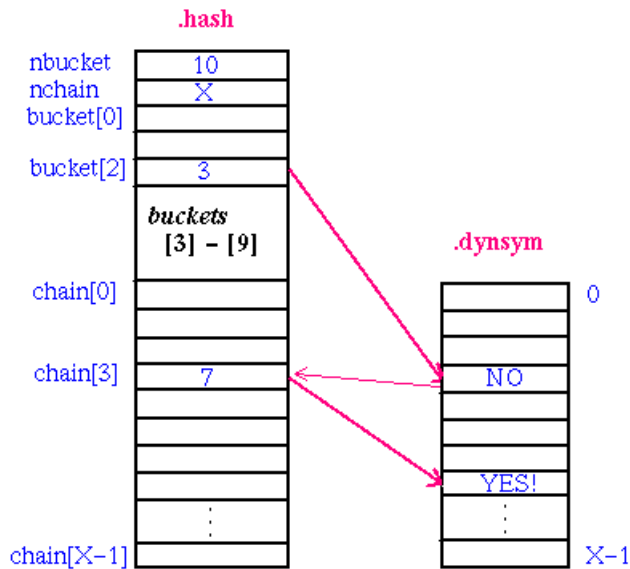 .hash
nbucket 10
nchain X
bucket[0]
bucket[2] 3
buckets
[3] – [9]
.dynsym
chain[0] 0
chain[3] 7 NO
YES!
chain[X–1] X–1